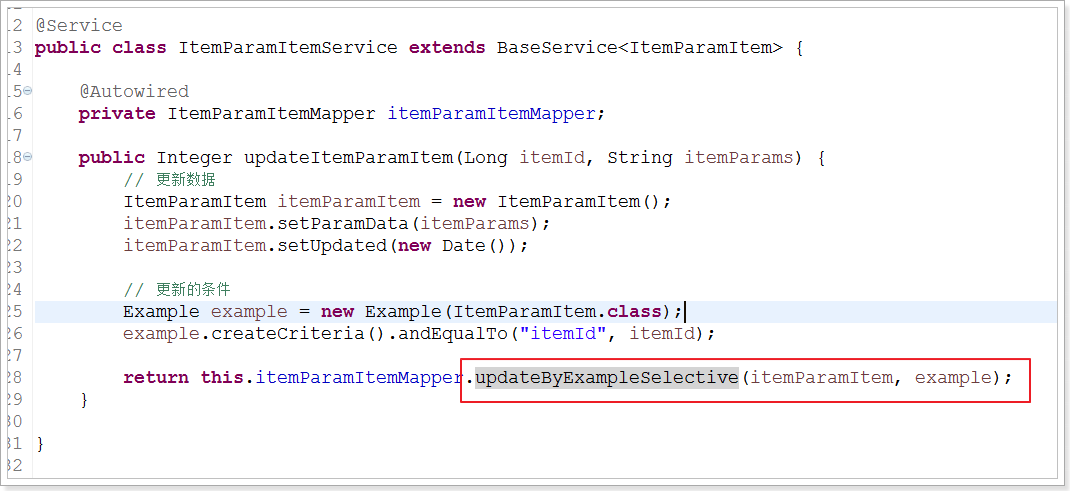 12 @Service
13 public class ItemParamItemService extends BaseService<ItemParamItem> {
14
15 @Autowired
16 private ItemParamItemMapper itemParamItemMapper;
17
18 public Integer updateItemParamItem(Long itemId, String itemParams) {
19 // 更新数据
20 ItemParamItem itemParamItem = new ItemParamItem();
21 itemParamItem.setParamData(itemParams);
22 itemParamItem.setUpdated(new Date());
23
24 // 更新的条件
25 Example example = new Example(ItemParamItem.class);
26 example.createCriteria().andEqualTo("itemId", itemId);
27
28 return this.itemParamItemMapper.updateByExampleSelective(itemParamItem, example);
29 }
30
31 }
32